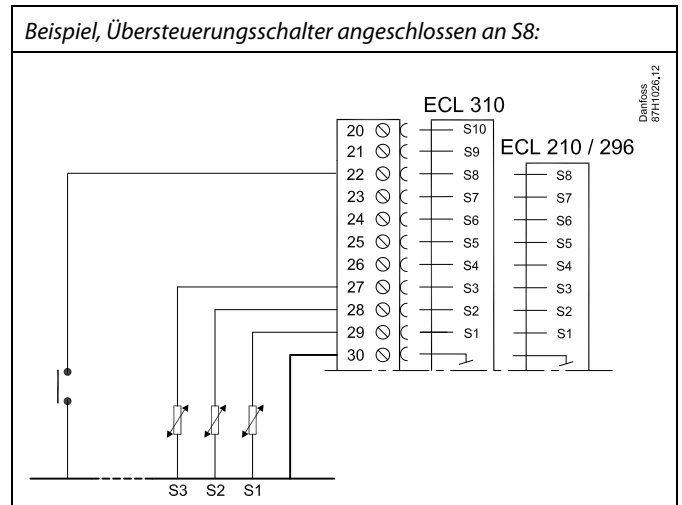 Beispiel, Übersteuerungsschalter angeschlossen an S8:
Danfoss
87H1026.12
ECL 310
ECL 210 / 296
20 S10
21 S9
22 S8 S8
23 S7 S7
24 S6 S6
25 S5 S5
26 S4 S4
27 S3 S3
28 S2 S2
29 S1 S1
30
S3 S2 S1